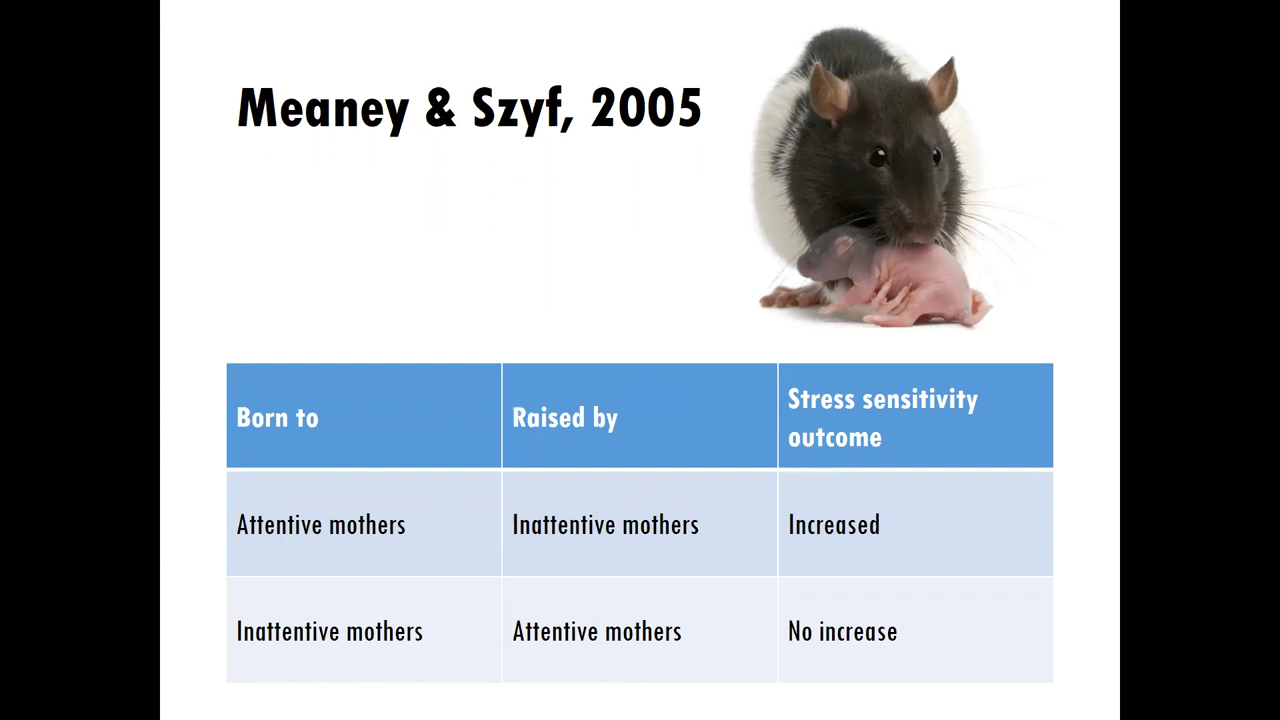 Meaney & Szyf, 2005
Born to
Raised by
Stress sensitivity
outcome
Attentive mothers
Inattentive mothers
Increased
Inattentive mothers
Attentive mothers
No increase